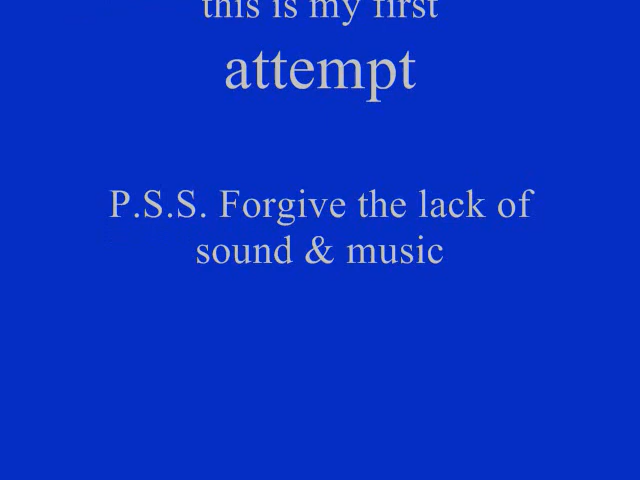 this is my first
attempt
P.S.S. Forgive the lack of
sound & music